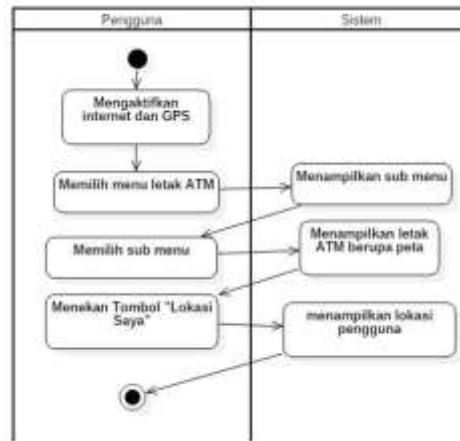 Pengguna
Sistem
Mengaktifkan
internet dan GPS
Memilih menu letak ATM
Menampilkan sub menu
Memilih sub menu
Menampilkan letak
ATM berupa peta
Menekan Tombol "Lokasi
Saya"
menampilkan lokasi
pengguna